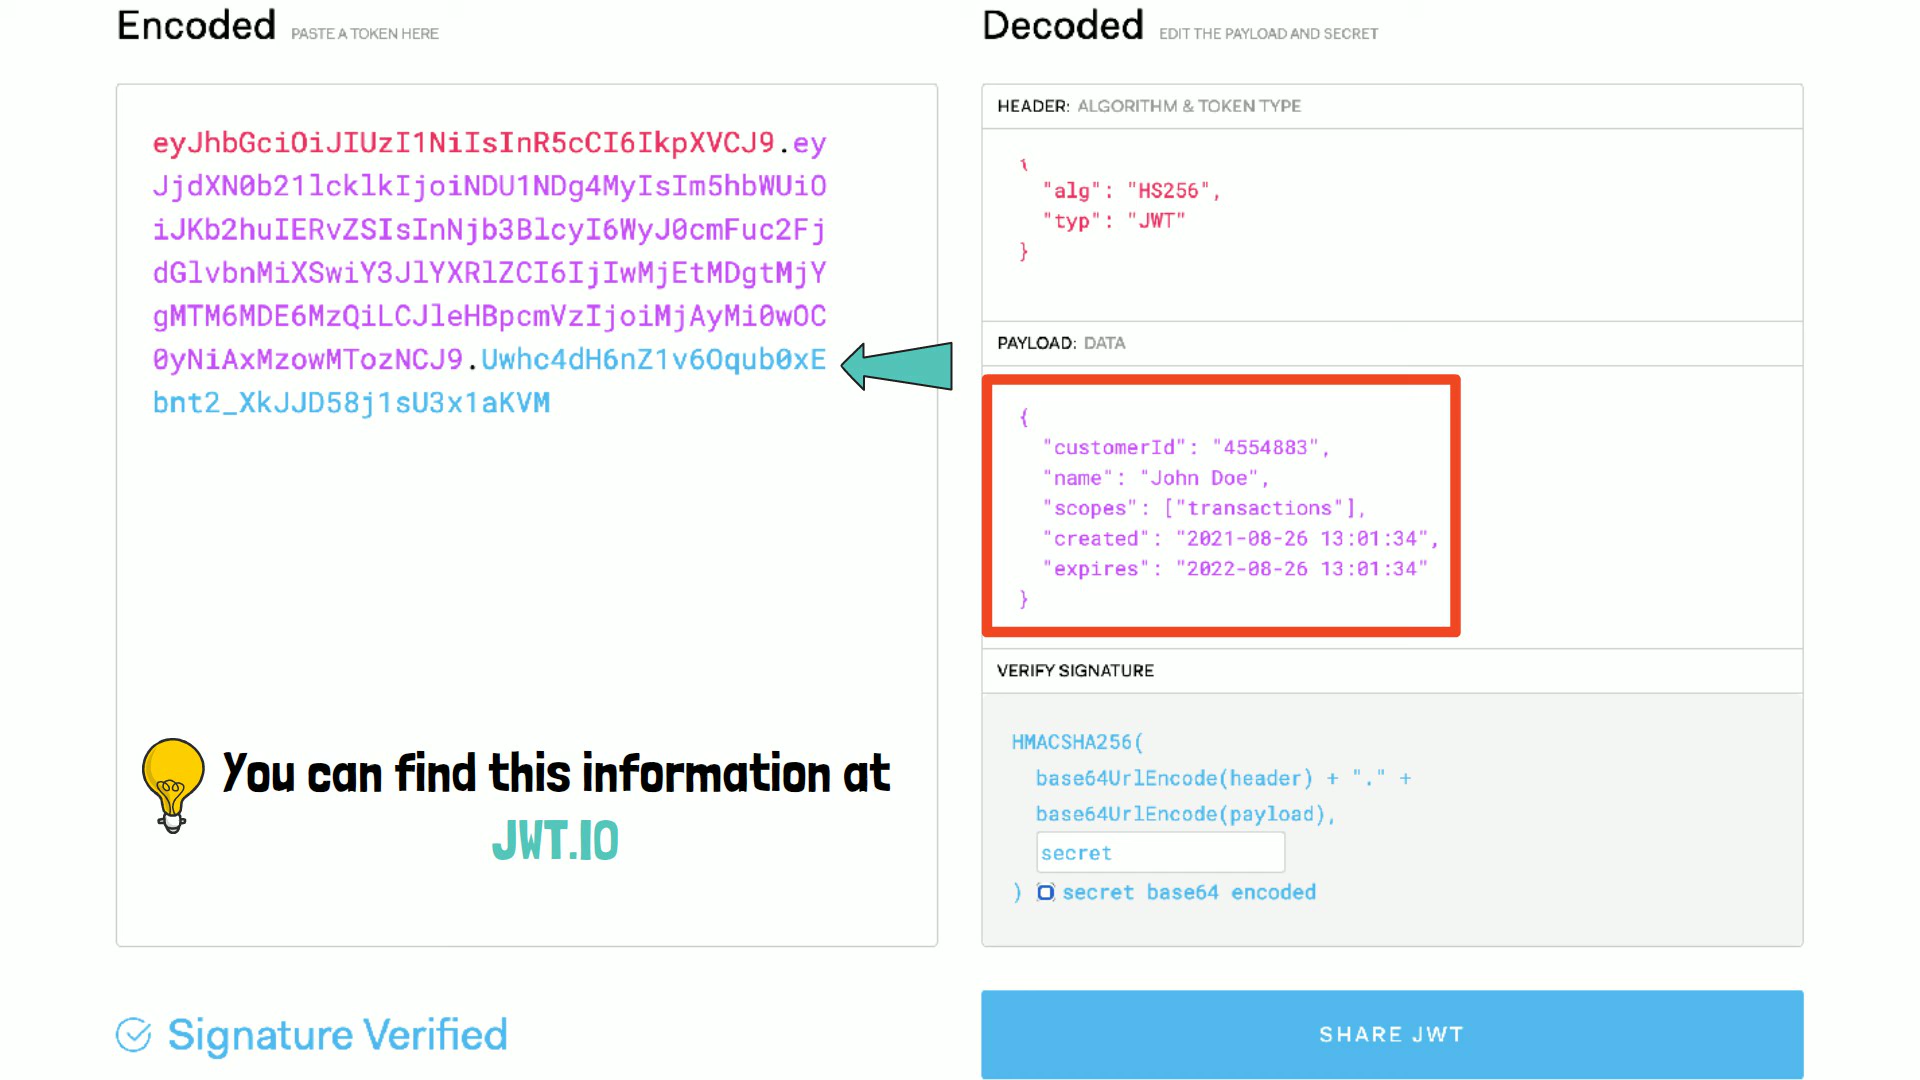 Encoded PASTE A TOKEN HERE
eyJhbGciOiJIUzI1NiIsInR5cCI6IkpXVCJ9.ey
JjdXN0b21lcklkIjoiNDU1NDg4MyIsIm5hbWUiO
iJKb2huIERvZSIsInNjb3BlcyI6WyJ0cmFuc2Fj
dGlvbnMiXSwiY3JlYXRlZCI6IjIwMjEtMDgtMjY
gMTM6MDE6MzQiLCJleHBpcmVzIjoiMjAyMi0wOC
0yNiAxMzowMTozNCJ9.Uwhc4dH6nZ1v6Oqub0xE
bnt2_XkJJD58j1sU3x1aKVM
You can find this information at
JWT.IO
Signature Verified
Decoded EDIT THE PAYLOAD AND SECRET
HEADER: ALGORITHM & TOKEN TYPE
{
"alg": "HS256",
"typ": "JWT"
}
PAYLOAD: DATA
{
"customerId": "4554883",
"name": "John Doe",
"scopes": ["transactions"],
"created": "2021-08-26 13:01:34",
"expires": "2022-08-26 13:01:34"
}
VERIFY SIGNATURE
HMACSHA256(
base64UrlEncode(header) + "." +
base64UrlEncode(payload),
secret
) secret base64 encoded
SHARE JWT